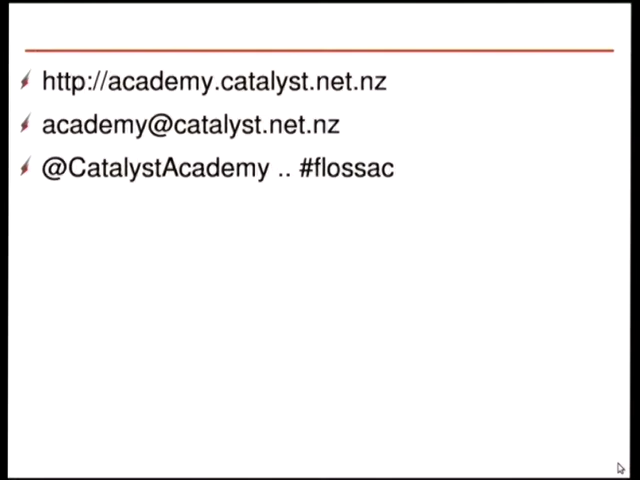 http://academy.catalyst.net.nz
academy@catalyst.net.nz
@CatalystAcademy .. #flossac